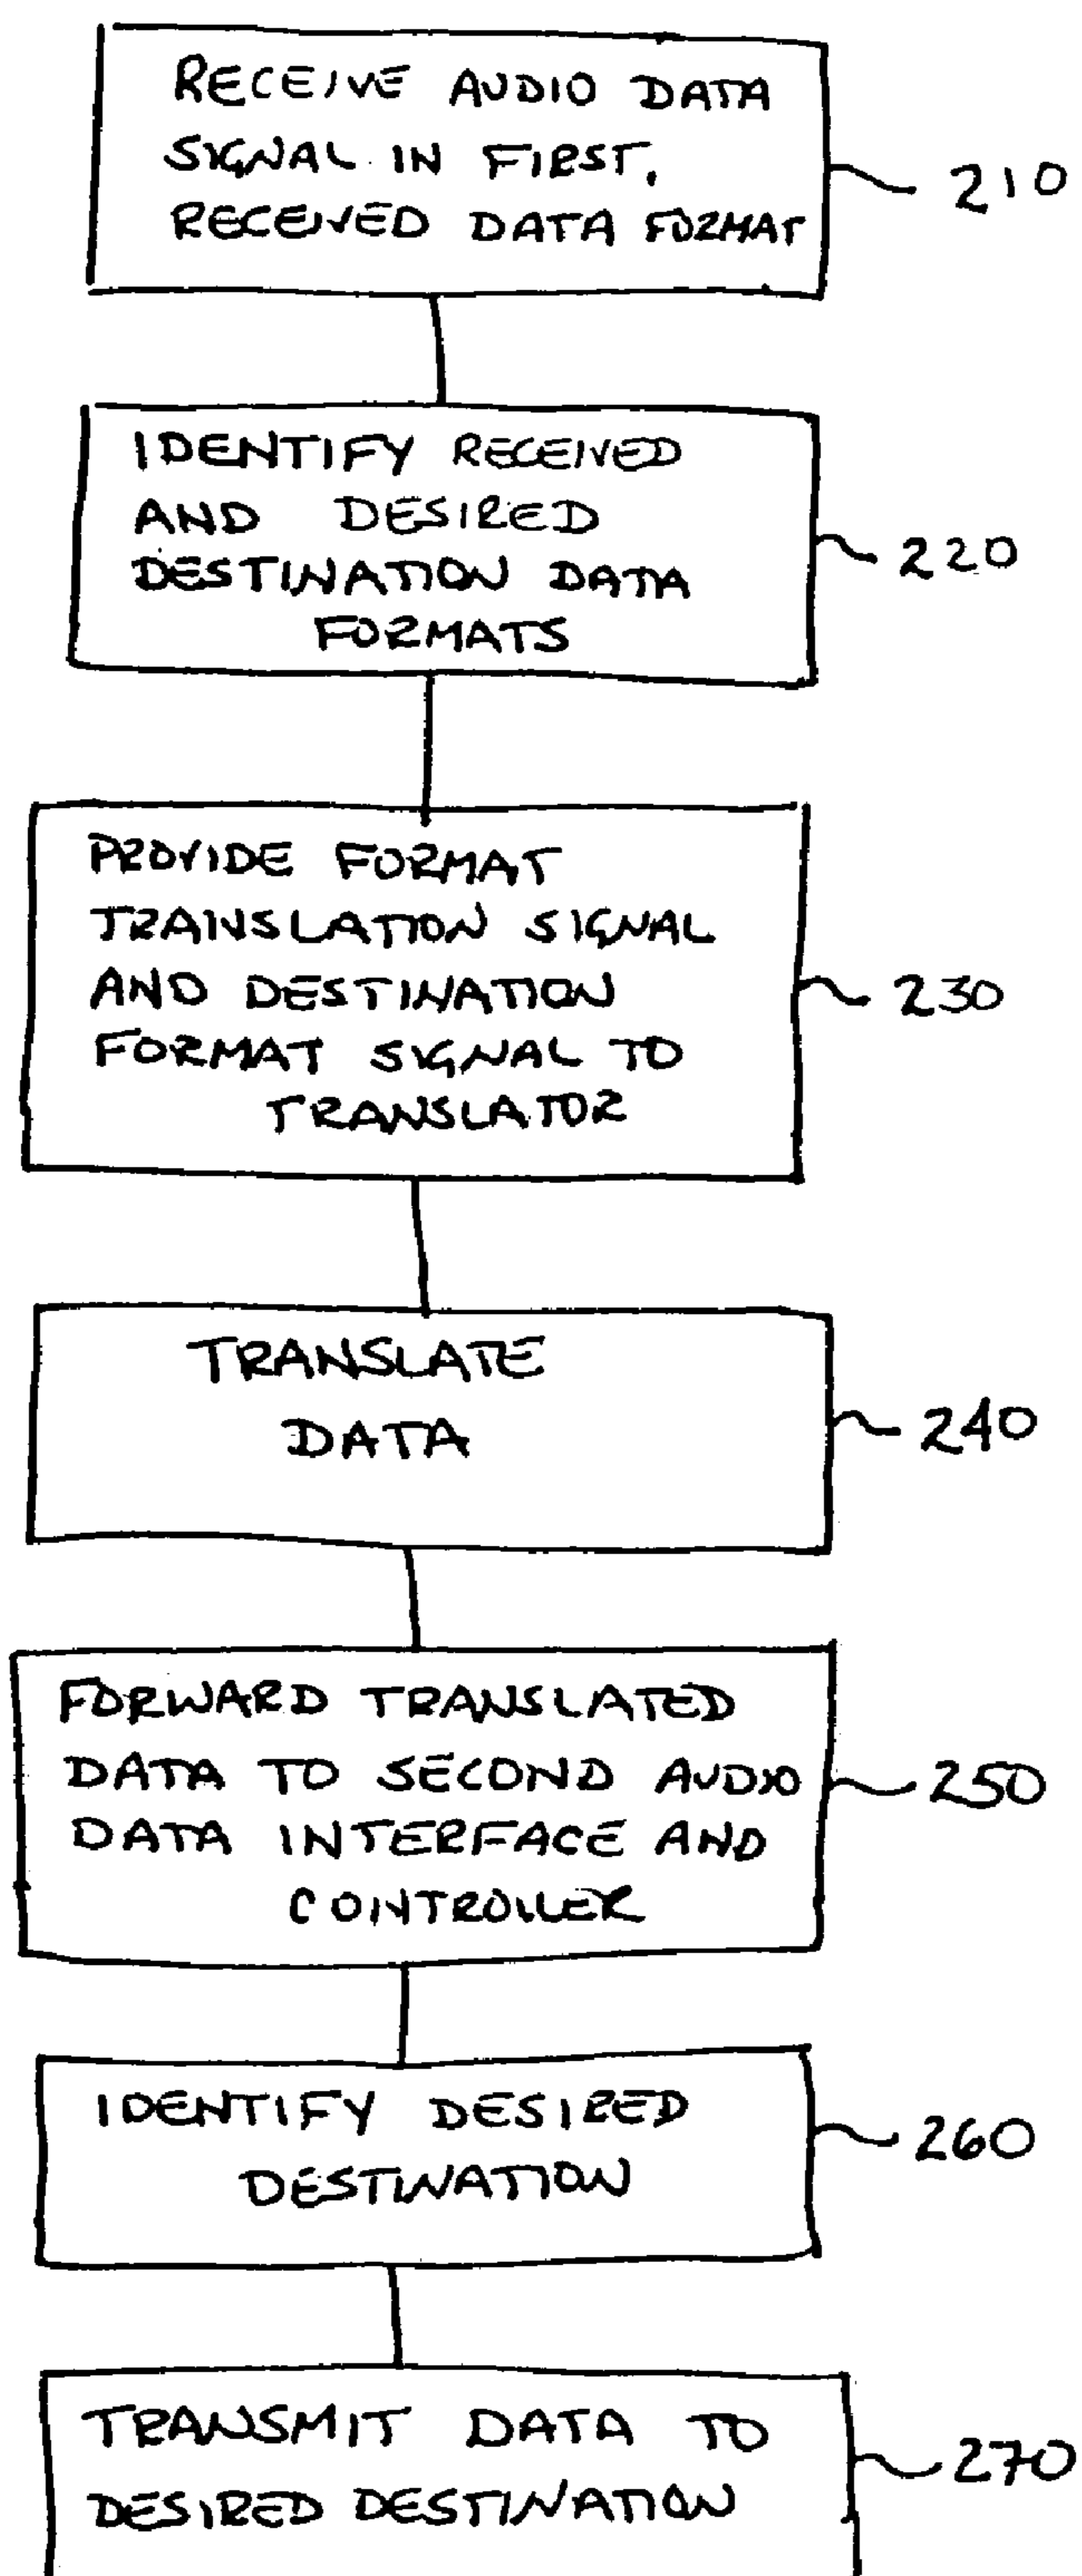 RECEIVE AUDIO DATA
SIGNAL IN FIRST,
RECEIVED DATA FORMAT
210
IDENTIFY RECEIVED
AND DESIRED
DESTINATION DATA
FORMATS
220
PROVIDE FORMAT
TRANSLATION SIGNAL
AND DESTINATION
FORMAT SIGNAL TO
TRANSLATOR
230
TRANSLATE
DATA
240
FORWARD TRANSLATED
DATA TO SECOND AUDIO
DATA INTERFACE AND
CONTROLLER
250
IDENTIFY DESIRED
DESTINATION
260
TRANSMIT DATA TO
DESIRED DESTINATION
270